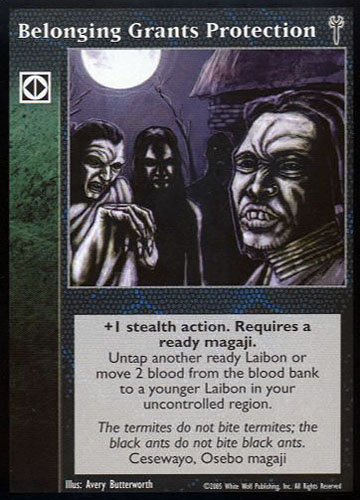 Belonging Grants Protection
+1 stealth action. Requires a
ready magaji.
Untap another ready Laibon or
move 2 blood from the blood bank
to a younger Laibon in your
uncontrolled region.
The termites do not bite termites; the
black ants do not bite black ants.
Cesewayo, Osebo magaji
Illus: Avery Butterworth
©2005 White Wolf Publishing, Inc. All Rights Reserved